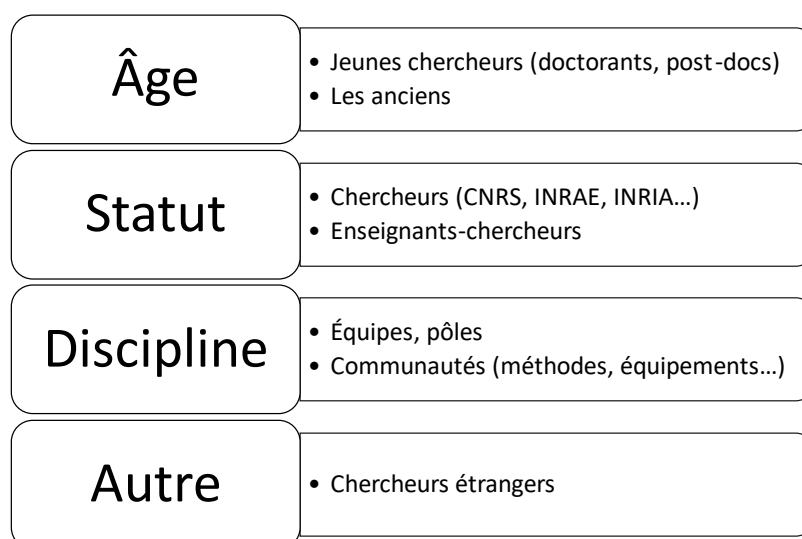 Âge
• Jeunes chercheurs (doctorants, post-docs)
• Les anciens
Statut
• Chercheurs (CNRS, INRAE, INRIA…)
• Enseignants-chercheurs
Discipline
• Équipes, pôles
• Communautés (méthodes, équipements…)
Autre
• Chercheurs étrangers